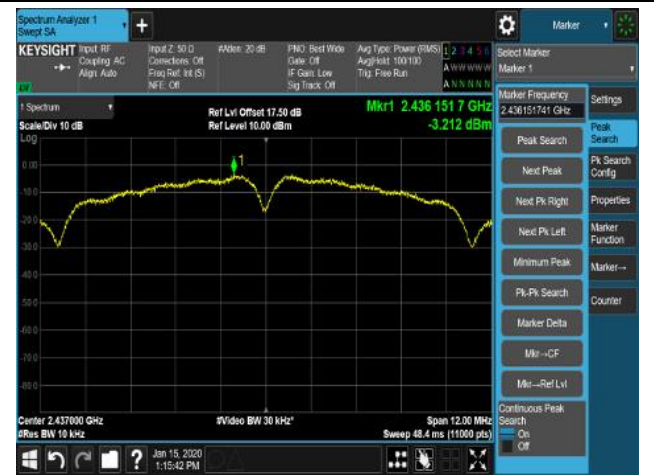 Spectrum Analyzer 1
Swept SA
+
Marker
KEYSIGHT
Input: RF
Coupling: AC
Align: Auto
Input Z: 50 Ω
Corrections: Off
Freq Ref: Int (S)
NFE: Off
#Atten: 20 dB
PNO: Best Wide
Gate: Off
IF Gain: Low
Sig Track: Off
Avg Type: Power (RMS)
Avg|Hold: 100/100
Trig: Free Run
1 2 3 4 5 6
A W W W W W
A N N N N N
Select Marker
Marker 1
1 Spectrum
Scale/Div 10 dB
Log
Ref Lvl Offset 17.50 dB
Ref Level 10.00 dBm
Mkr1 2.436 151 7 GHz
-3.212 dBm
1
0.00
-10.0
-20.0
-30.0
-40.0
-50.0
-60.0
-70.0
-80.0
Center 2.437000 GHz
#Res BW 10 kHz
#Video BW 30 kHz*
Span 12.00 MHz
Sweep 48.4 ms (11000 pts)
Marker Frequency
2.436151741 GHz
Peak Search
Next Peak
Next Pk Right
Next Pk Left
Minimum Peak
Pk-Pk Search
Marker Delta
Mkr→CF
Mkr→Ref Lvl
Continuous Peak
Search
On
Off
Settings
Peak
Search
Pk Search
Config
Properties
Marker
Function
Marker→
Counter
?
Jan 15, 2020
1:15:42 PM